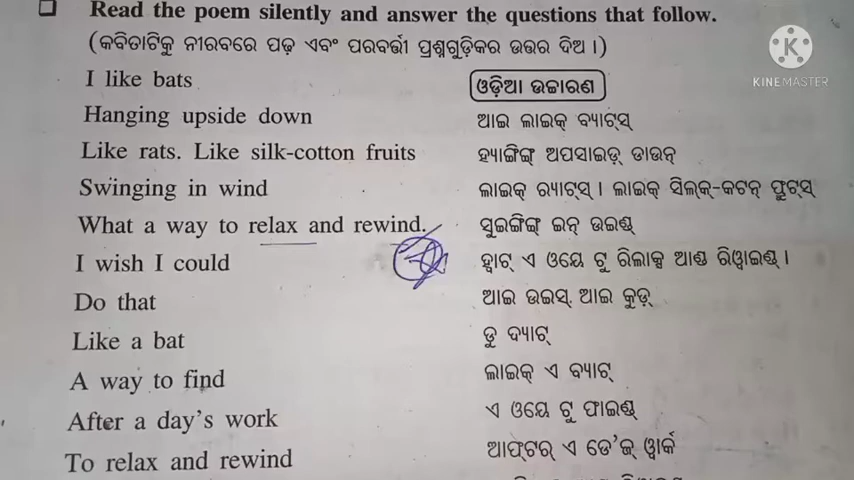 Read the poem silently and answer the questions that follow.
(କବିତାଟିକୁ ନୀରବରେ ପଢ଼ ଏବଂ ପରବର୍ତ୍ତୀ ପ୍ରଶ୍ନଗୁଡ଼ିକର ଉତ୍ତର ଦିଅ ।)
KINEMASTER
I like bats
ଓଡ଼ିଆ ଉଚ୍ଚାରଣ
Hanging upside down
ଆଇ ଲାଇକ୍ ବ୍ୟାଟ୍ସ୍
Like rats. Like silk-cotton fruits
ହ୍ୟାଙ୍ଗିଙ୍ଗ୍ ଅପସାଇଡ଼୍ ଡାଉନ୍
Swinging in wind
ଲାଇକ୍ ର‍୍ୟାଟ୍ସ୍ । ଲାଇକ୍ ସିଲ୍କ୍-କଟନ୍ ଫ୍ରୁଟ୍ସ୍
What a way to relax and rewind.
ସୁଇଙ୍ଗିଙ୍ଗ୍ ଇନ୍ ଉଇଣ୍ଡ୍
I wish I could
ହ୍ୱାଟ୍ ଏ ଓୟେ ଟୁ ରିଲାକ୍ସ ଆଣ୍ଡ ରିୱାଇଣ୍ଡ୍ ।
Do that
ଆଇ ଉଇସ୍ ଆଇ କୁଡ଼୍
Like a bat
ଡୁ ଦ୍ୟାଟ୍
A way to find
ଲାଇକ୍ ଏ ବ୍ୟାଟ୍
After a day's work
ଏ ଓୟେ ଟୁ ଫାଇଣ୍ଡ୍
To relax and rewind
ଆଫ୍ଟର୍ ଏ ଡେ'ଜ୍ ୱାର୍କ